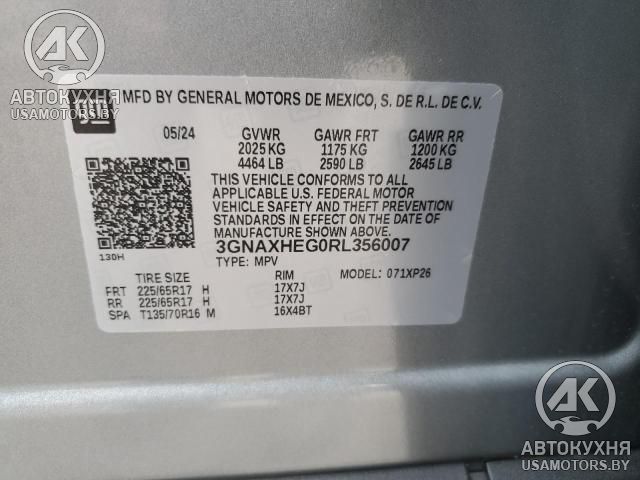 АК
АВТОКУХНЯ
USAMOTORS.BY
GM
MFD BY GENERAL MOTORS DE MEXICO, S. DE R.L. DE C.V.
05/24 GVWR GAWR FRT GAWR RR
2025 KG 1175 KG 1200 KG
4464 LB 2590 LB 2645 LB
THIS VEHICLE CONFORMS TO ALL
APPLICABLE U.S. FEDERAL MOTOR
VEHICLE SAFETY AND THEFT PREVENTION
STANDARDS IN EFFECT ON THE DATE OF
MANUFACTURE SHOWN ABOVE.
3GNAXHEG0RL356007
130H
TYPE: MPV MODEL: 071XP26
TIRE SIZE RIM
FRT 225/65R17 H 17X7J
RR 225/65R17 H 17X7J
SPA T135/70R16 M 16X4BT
АК
АВТОКУХНЯ
USAMOTORS.BY